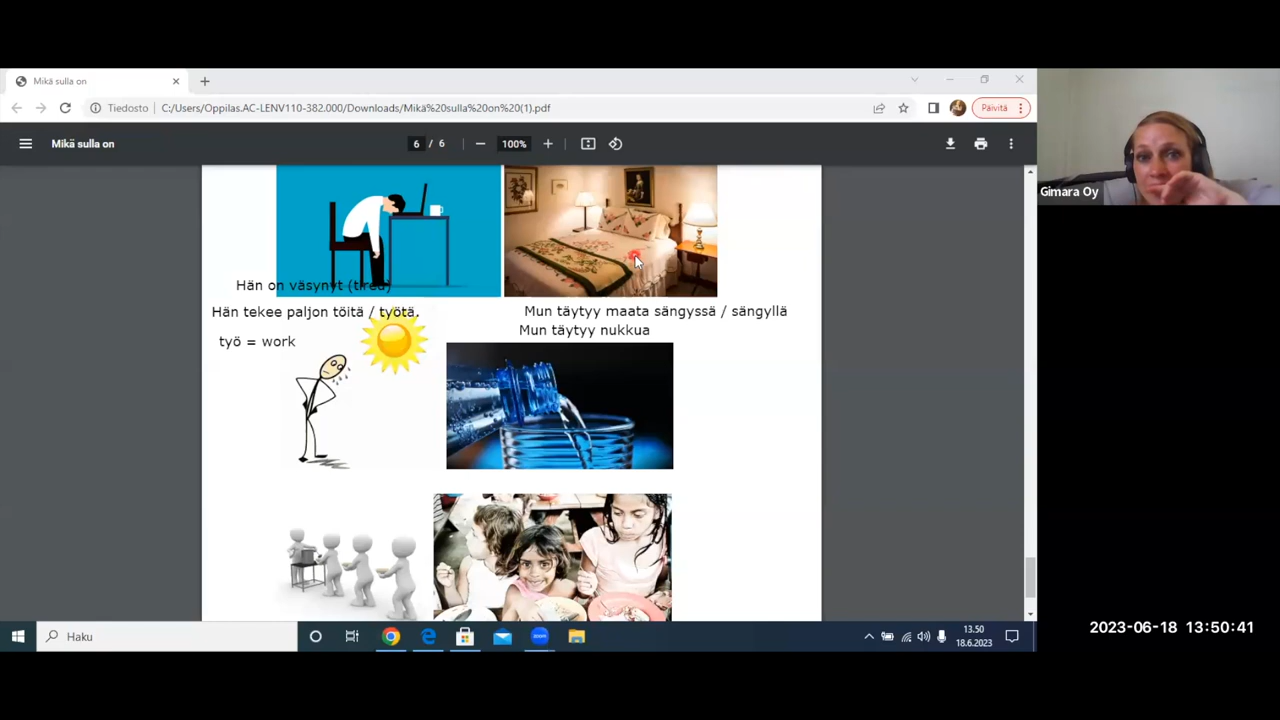 Mikä sulla on
Tiedosto C:/Users/Oppilas.AC-LENV110-382.000/Downloads/Mikä%20sulla%20on%20(1).pdf
Päivitä
Mikä sulla on
6 / 6
100%
Gimara Oy
Hän on väsynyt (tired)
Hän tekee paljon töitä / työtä.
työ = work
Mun täytyy maata sängyssä / sängyllä
Mun täytyy nukkua
Haku
zoom
13.50
18.6.2023
2023-06-18 13:50:41